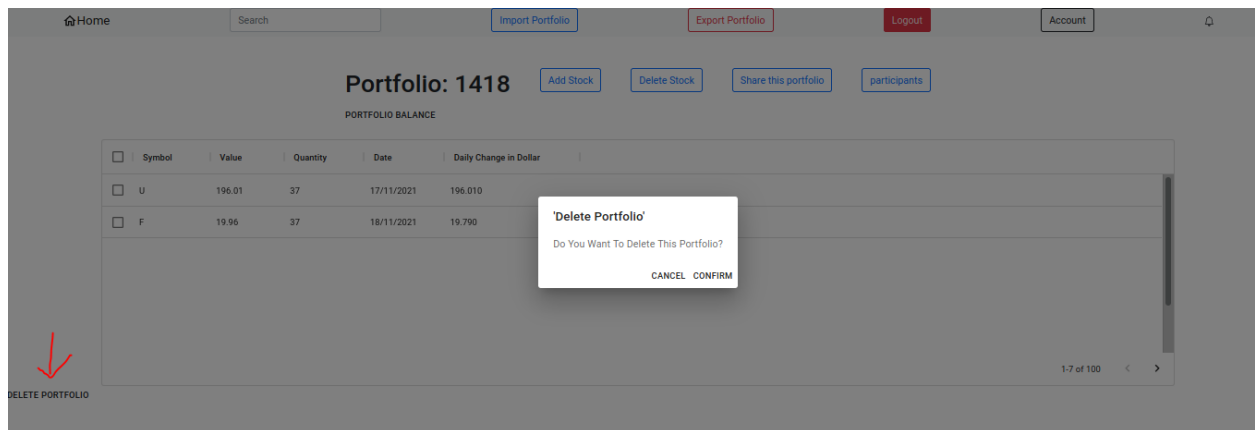 Home Search Import Portfolio Export Portfolio Logout Account
Portfolio: 1418 Add Stock Delete Stock Share this portfolio participants
PORTFOLIO BALANCE
Symbol Value Quantity Date Daily Change in Dollar
U 196.01 37 17/11/2021 196.010
F 19.96 37 18/11/2021 19.790
'Delete Portfolio'
Do You Want To Delete This Portfolio?
CANCEL CONFIRM
1-7 of 100
DELETE PORTFOLIO